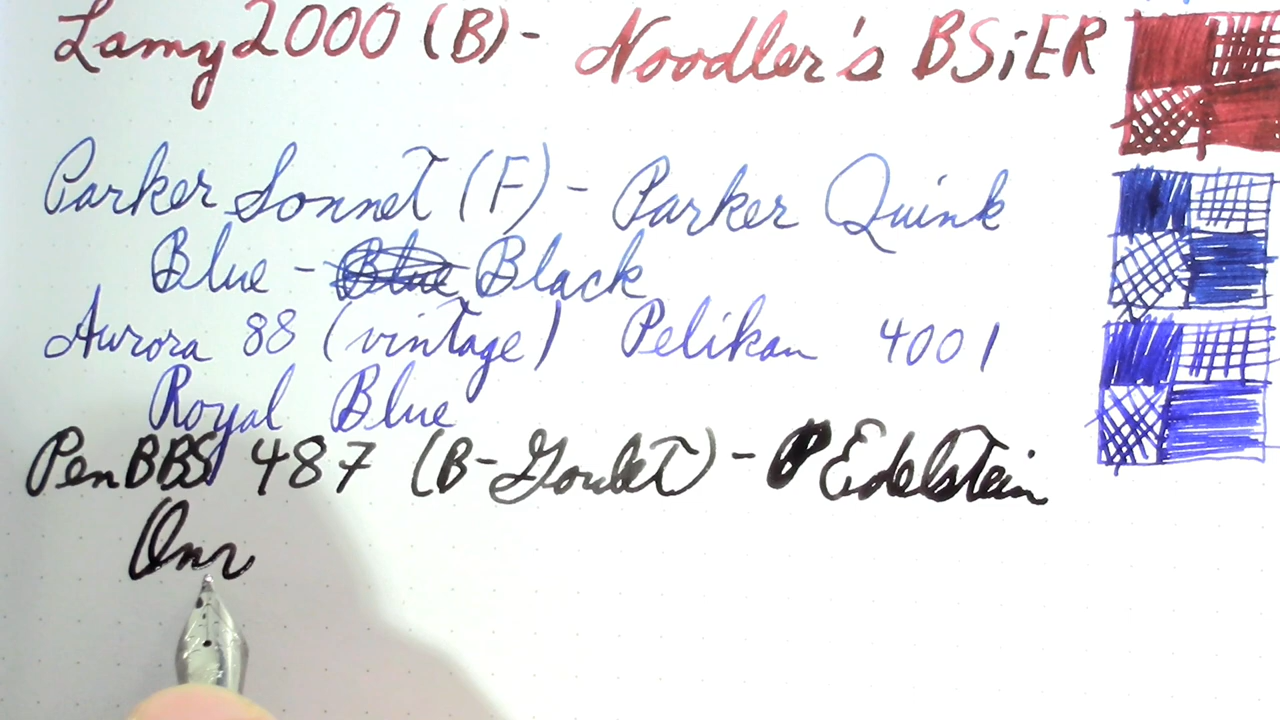 Lamy 2000 (B) - Noodler's BSiER
Parker Sonnet (F) - Parker Quink
Blue - Black
Aurora 88 (vintage) Pelikan 4001
Royal Blue
PenBBS 487 (B-Goulet) - P Edelstein